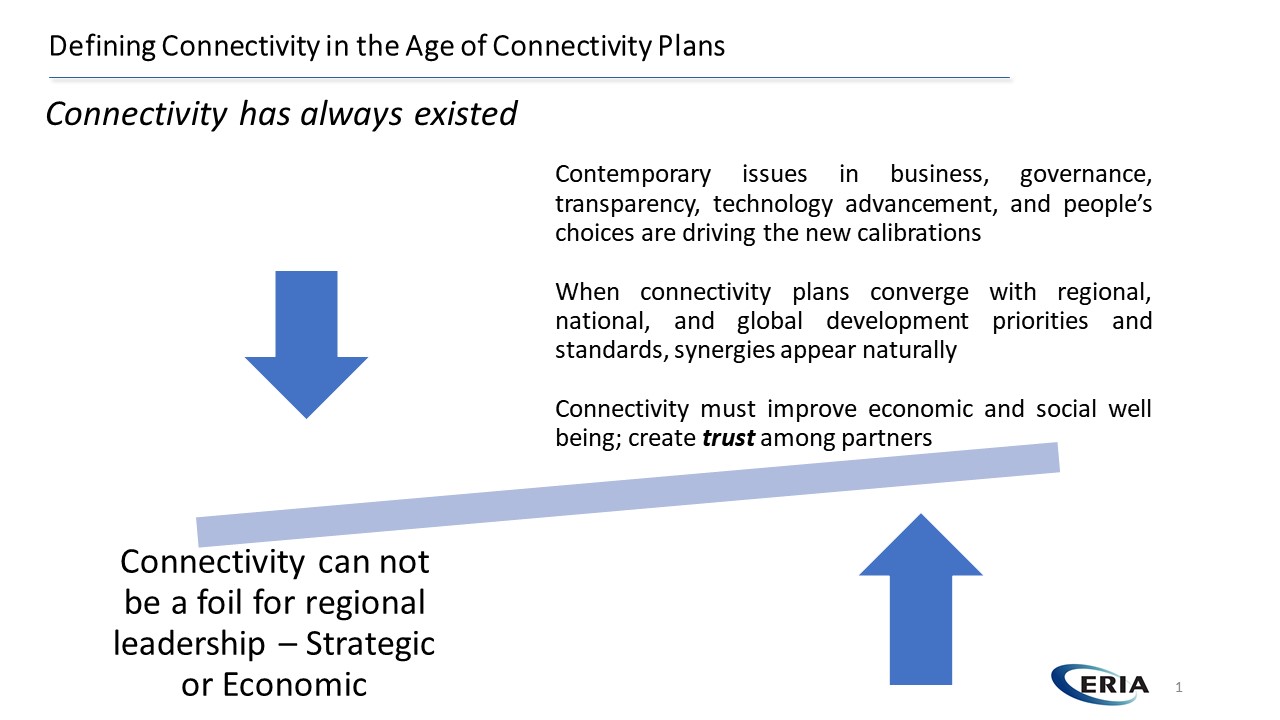 Defining Connectivity in the Age of Connectivity Plans
Connectivity has always existed
Contemporary issues in business, governance,
transparency, technology advancement, and people’s
choices are driving the new calibrations
When connectivity plans converge with regional,
national, and global development priorities and
standards, synergies appear naturally
Connectivity must improve economic and social well
being; create trust among partners
Connectivity can not
be a foil for regional
leadership – Strategic
or Economic
ERIA
1